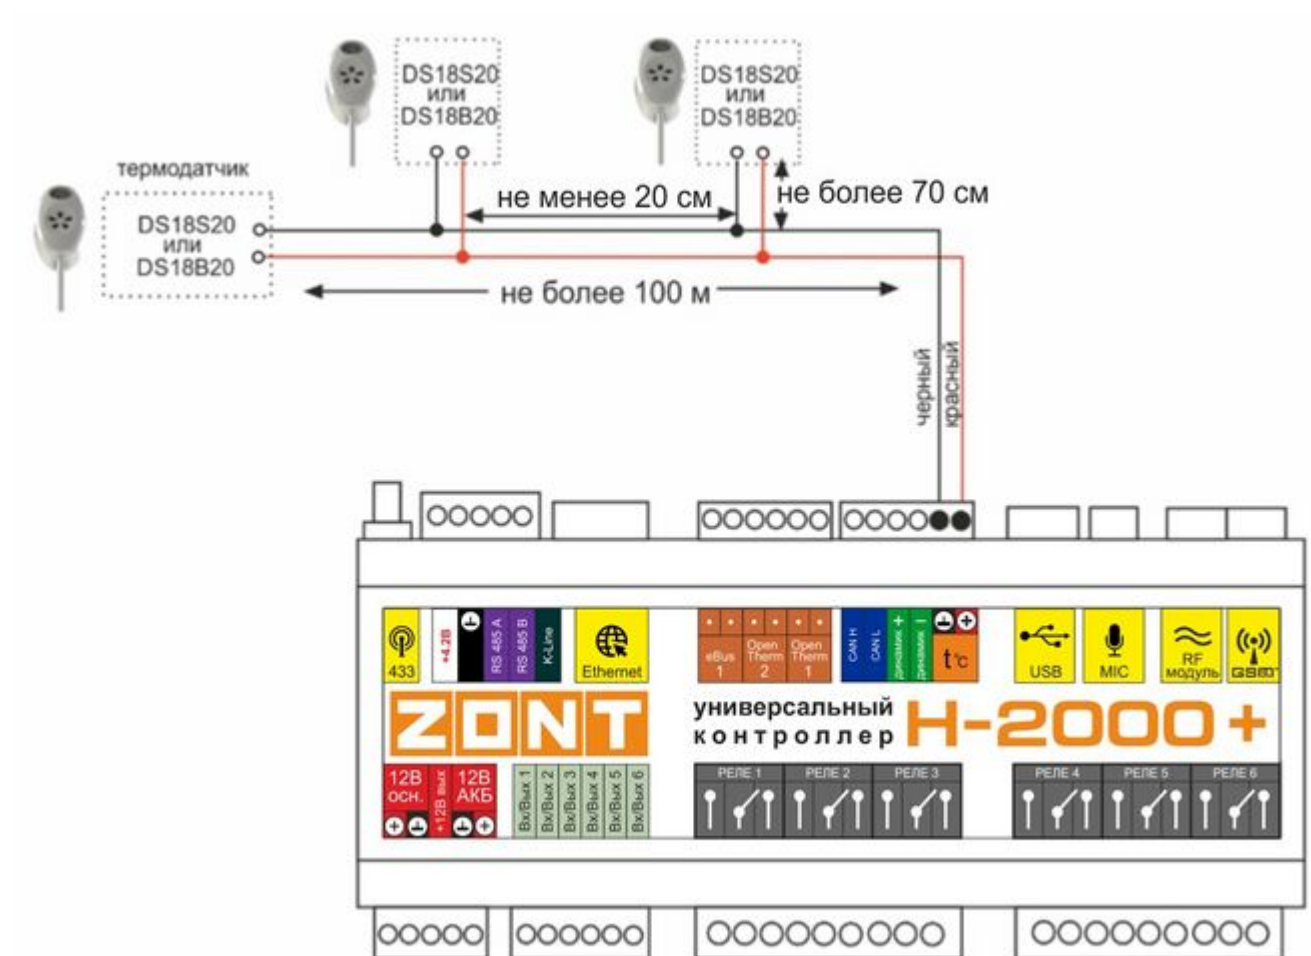 DS18S20
или
DS18B20
DS18S20
или
DS18B20
термодатчик
DS18S20
или
DS18B20
не менее 20 см
не более 70 см
не более 100 м
черный
красный
433
+4.2В
RS 485 A
RS 485 B
K-Line
Ethernet
eBus
1
Open
Therm
2
Open
Therm
1
CAN H
CAN L
динамик +
динамик –
t°C
USB
MIC
RF
модуль
GSM
ZONT
универсальный
контроллер
H-2000+
12В
осн.
+12В вых
12В
АКБ
Вх/Вых 1
Вх/Вых 2
Вх/Вых 3
Вх/Вых 4
Вх/Вых 5
Вх/Вых 6
РЕЛЕ 1
РЕЛЕ 2
РЕЛЕ 3
РЕЛЕ 4
РЕЛЕ 5
РЕЛЕ 6